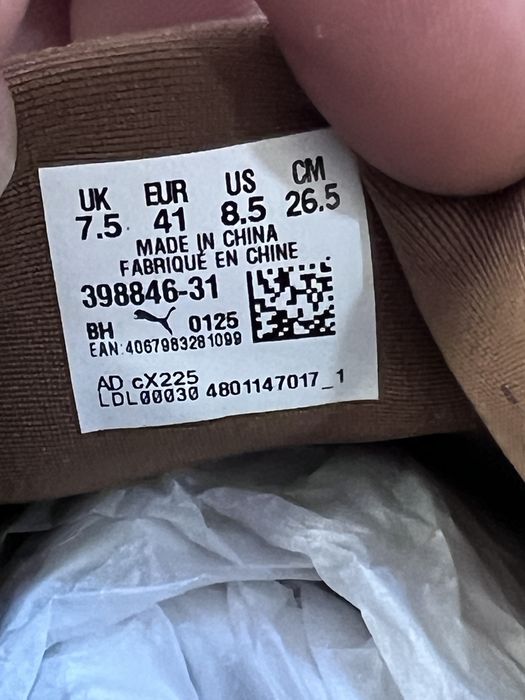 UK EUR US CM
7.5 41 8.5 26.5
MADE IN CHINA
FABRIQUÉ EN CHINE
398846-31
BH 0125
EAN:4067983281099
AD cX225
LDL00030 4801147017_1